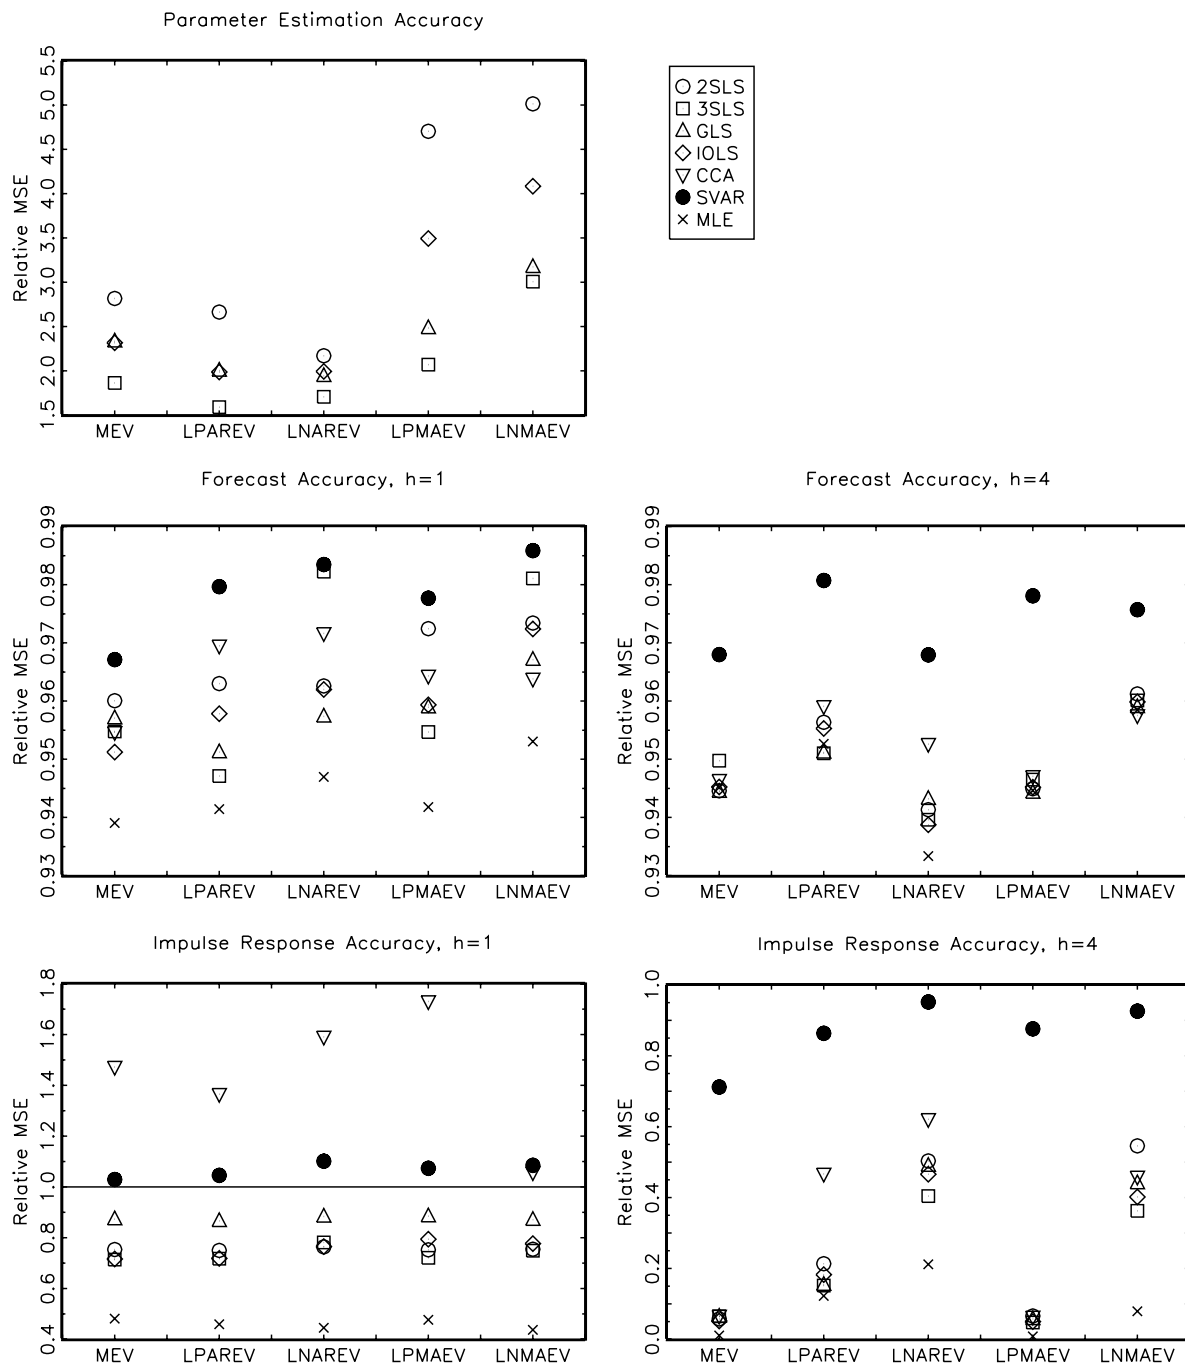 Parameter Estimation Accuracy
Relative MSE
5.5
5.0
4.5
4.0
3.5
3.0
2.5
2.0
1.5
MEV LPAREV LNAREV LPMAEV LNMAEV
2SLS
3SLS
GLS
IOLS
CCA
SVAR
MLE
Forecast Accuracy, h=1
Relative MSE
0.99
0.98
0.97
0.96
0.95
0.94
0.93
MEV LPAREV LNAREV LPMAEV LNMAEV
Forecast Accuracy, h=4
Relative MSE
0.99
0.98
0.97
0.96
0.95
0.94
0.93
MEV LPAREV LNAREV LPMAEV LNMAEV
Impulse Response Accuracy, h=1
Relative MSE
1.8
1.6
1.4
1.2
1.0
0.8
0.6
0.4
MEV LPAREV LNAREV LPMAEV LNMAEV
Impulse Response Accuracy, h=4
Relative MSE
1.0
0.8
0.6
0.4
0.2
0.0
MEV LPAREV LNAREV LPMAEV LNMAEV